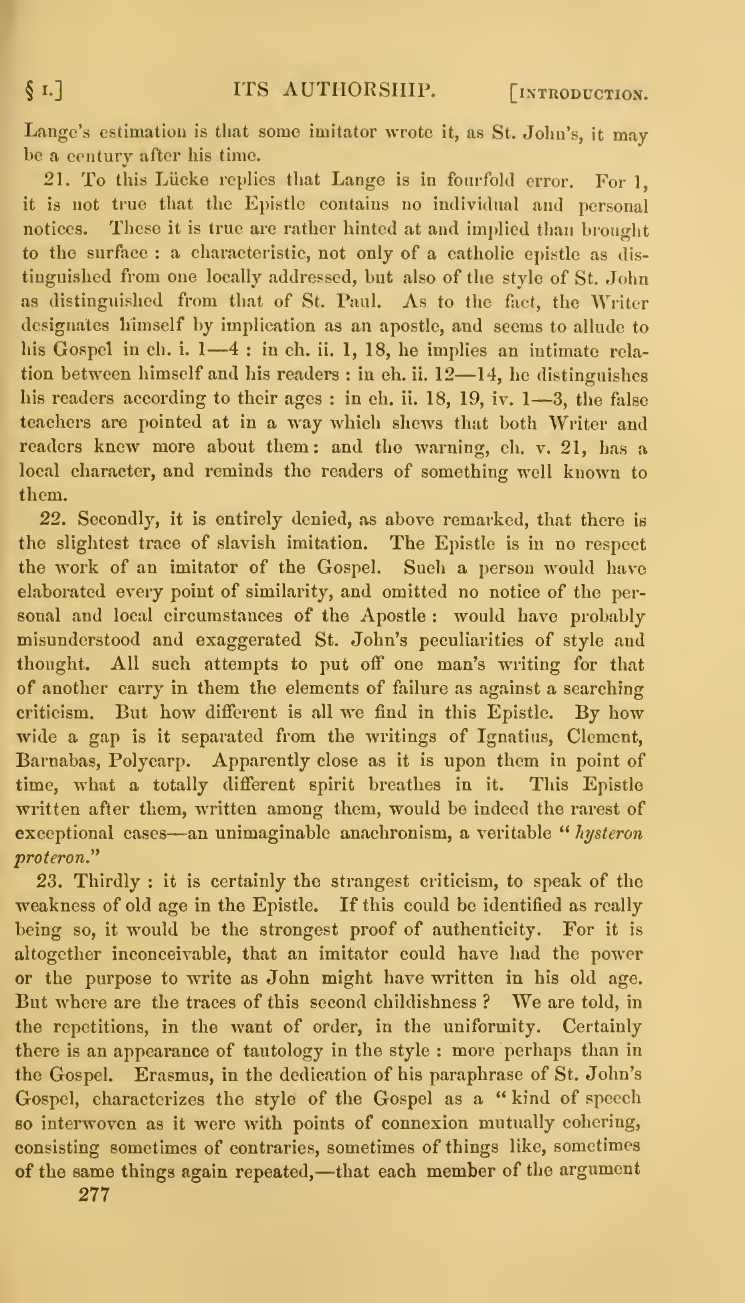 § I.] ITS AUTHORSHIP. [INTRODUCTION.
Lange's estimation is that some imitator wrote it, as St. John's, it may
be a century after his time.
21. To this Lücke replies that Lange is in fourfold error. For 1,
it is not true that the Epistle contains no individual and personal
notices. These it is true are rather hinted at and implied than brought
to the surface : a characteristic, not only of a catholic epistle as dis-
tinguished from one locally addressed, but also of the style of St. John
as distinguished from that of St. Paul. As to the fact, the Writer
designates himself by implication as an apostle, and seems to allude to
his Gospel in ch. i. 1—4 : in ch. ii. 1, 18, he implies an intimate rela-
tion between himself and his readers : in ch. ii. 12—14, he distinguishes
his readers according to their ages : in ch. ii. 18, 19, iv. 1—3, the false
teachers are pointed at in a way which shews that both Writer and
readers knew more about them : and the warning, ch. v. 21, has a
local character, and reminds the readers of something well known to
them.
22. Secondly, it is entirely denied, as above remarked, that there is
the slightest trace of slavish imitation. The Epistle is in no respect
the work of an imitator of the Gospel. Such a person would have
elaborated every point of similarity, and omitted no notice of the per-
sonal and local circumstances of the Apostle : would have probably
misunderstood and exaggerated St. John's peculiarities of style and
thought. All such attempts to put off one man's writing for that
of another carry in them the elements of failure as against a searching
criticism. But how different is all we find in this Epistle. By how
wide a gap is it separated from the writings of Ignatius, Clement,
Barnabas, Polycarp. Apparently close as it is upon them in point of
time, what a totally different spirit breathes in it. This Epistle
written after them, written among them, would be indeed the rarest of
exceptional cases—an unimaginable anachronism, a veritable “ hysteron
proteron.”
23. Thirdly : it is certainly the strangest criticism, to speak of the
weakness of old age in the Epistle. If this could be identified as really
being so, it would be the strongest proof of authenticity. For it is
altogether inconceivable, that an imitator could have had the power
or the purpose to write as John might have written in his old age.
But where are the traces of this second childishness ? We are told, in
the repetitions, in the want of order, in the uniformity. Certainly
there is an appearance of tautology in the style : more perhaps than in
the Gospel. Erasmus, in the dedication of his paraphrase of St. John's
Gospel, characterizes the style of the Gospel as a “ kind of speech
so interwoven as it were with points of connexion mutually cohering,
consisting sometimes of contraries, sometimes of things like, sometimes
of the same things again repeated,—that each member of the argument
277